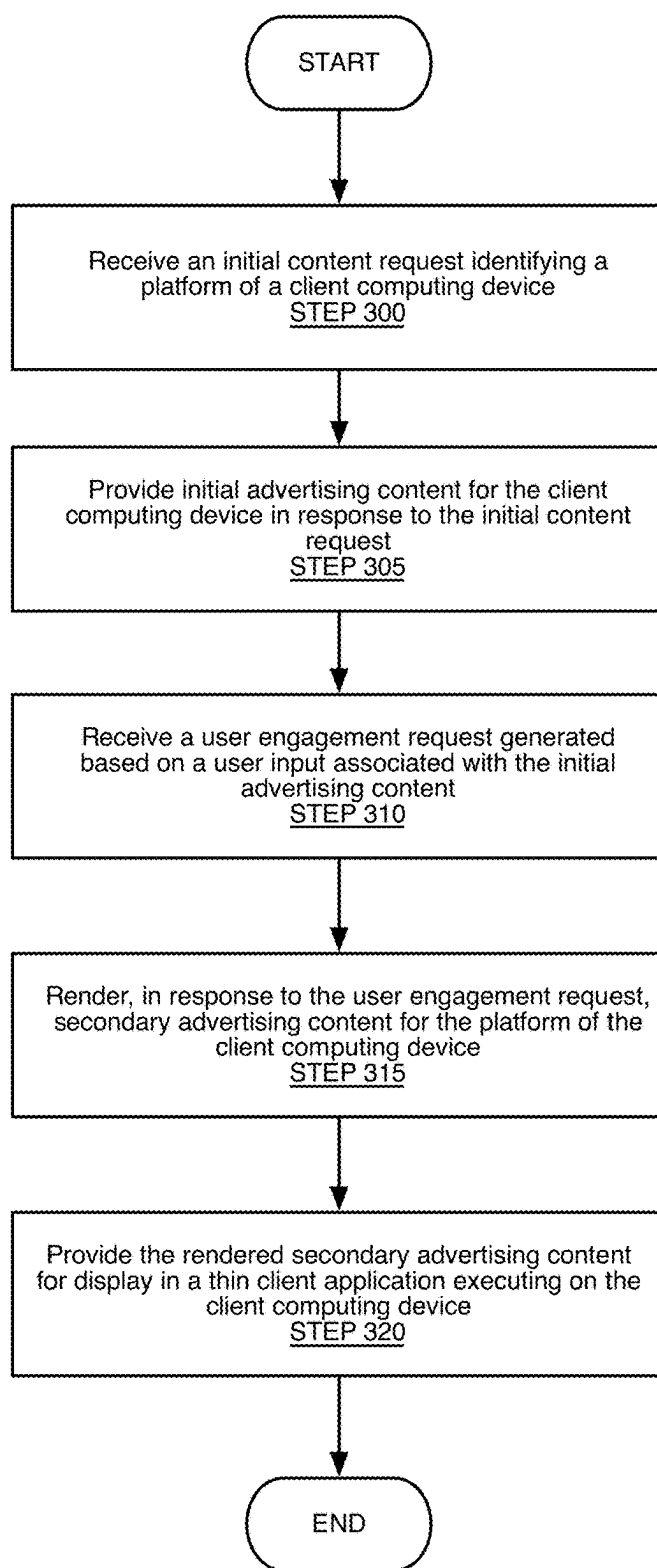 START
Receive an initial content request identifying a
platform of a client computing device
STEP 300
Provide initial advertising content for the client
computing device in response to the initial content
request
STEP 305
Receive a user engagement request generated
based on a user input associated with the initial
advertising content
STEP 310
Render, in response to the user engagement request,
secondary advertising content for the platform of the
client computing device
STEP 315
Provide the rendered secondary advertising content
for display in a thin client application executing on the
client computing device
STEP 320
END